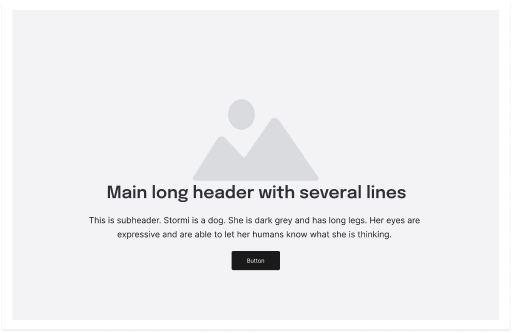 Main long header with several lines
This is subheader. Stormi is a dog. She is dark grey and has long legs. Her eyes are
expressive and are able to let her humans know what she is thinking.
Button